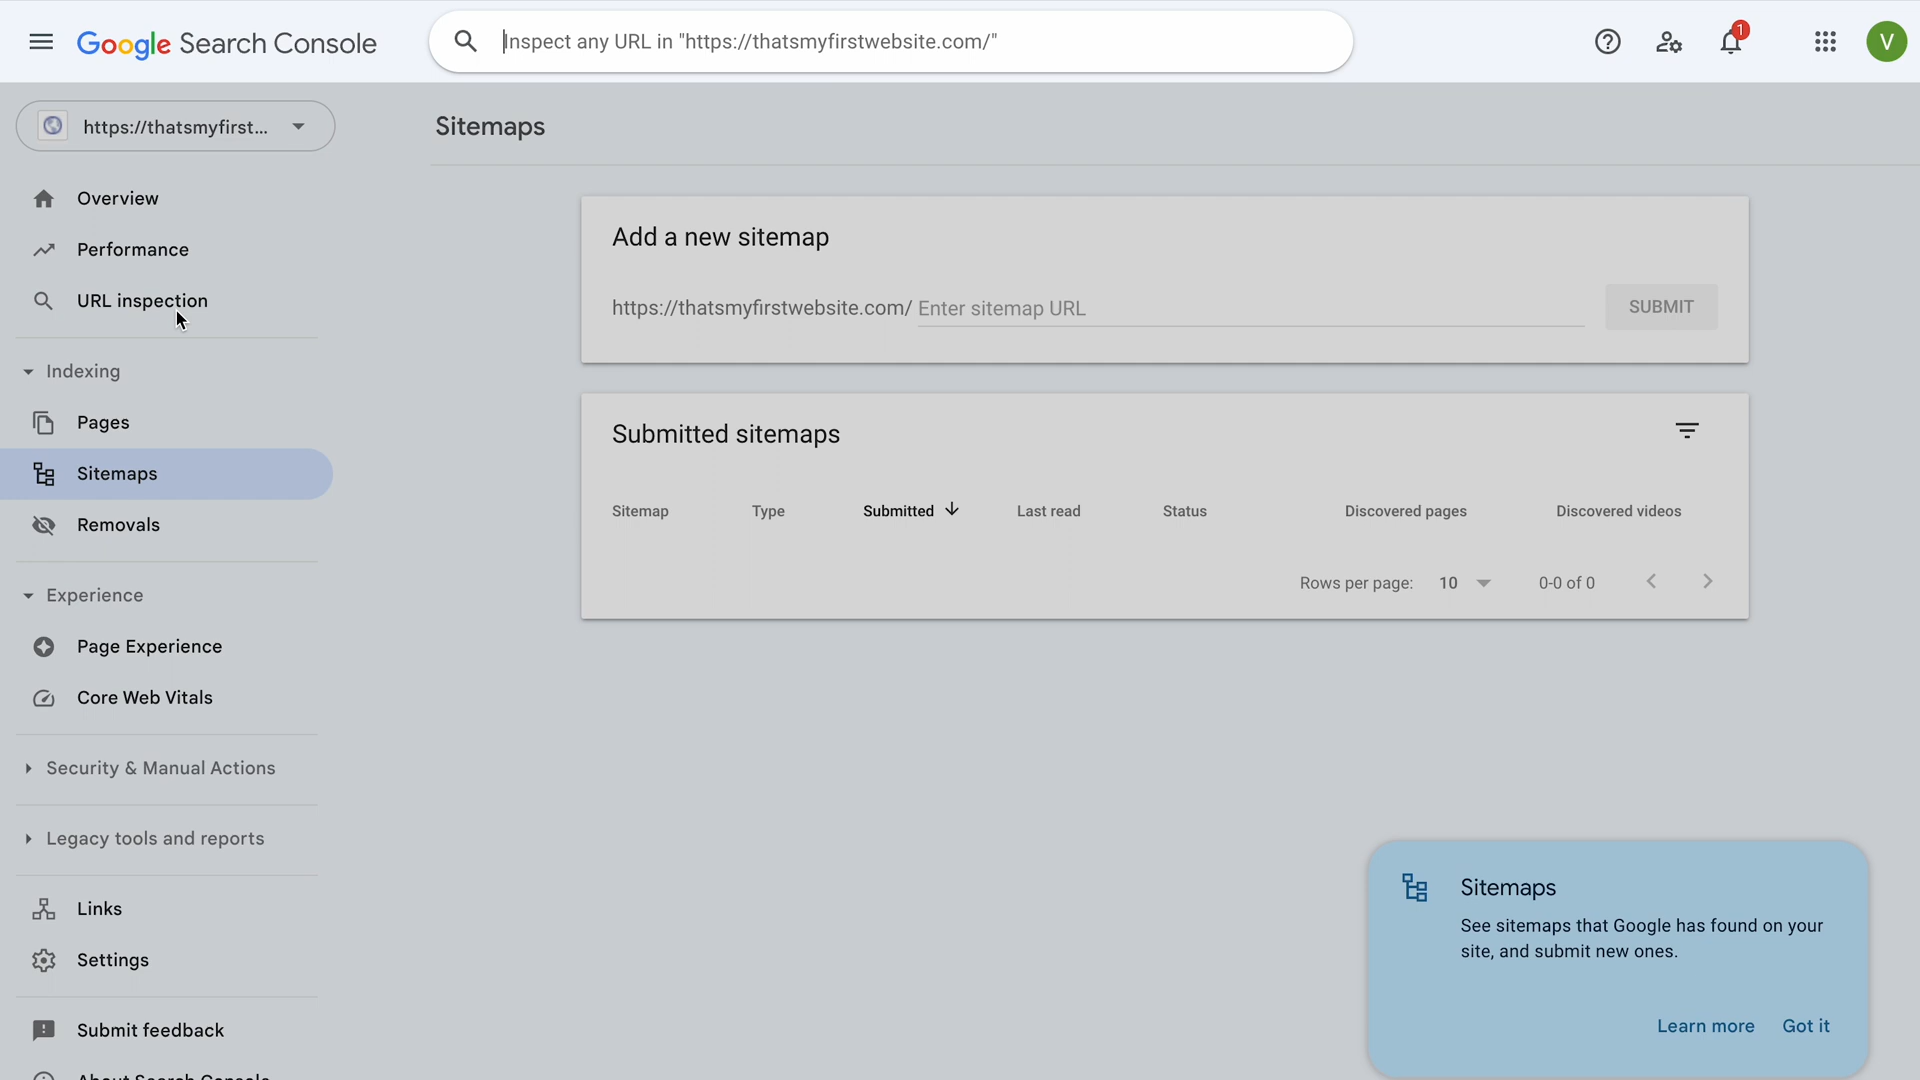 Google Search Console
Inspect any URL in "https://thatsmyfirstwebsite.com/"
1
V
https://thatsmyfirst...
Overview
Performance
URL inspection
Indexing
Pages
Sitemaps
Removals
Experience
Page Experience
Core Web Vitals
Security & Manual Actions
Legacy tools and reports
Links
Settings
Submit feedback
About Search Console
Sitemaps
Add a new sitemap
https://thatsmyfirstwebsite.com/ Enter sitemap URL
SUBMIT
Submitted sitemaps
Sitemap Type Submitted Last read Status Discovered pages Discovered videos
Rows per page: 10 0-0 of 0
Sitemaps
See sitemaps that Google has found on your
site, and submit new ones.
Learn more Got it